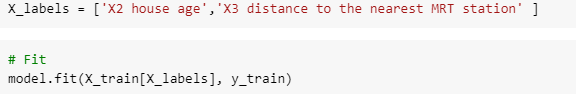 X_labels = ['X2 house age','X3 distance to the nearest MRT station' ]
# Fit
model.fit(X_train[X_labels], y_train)